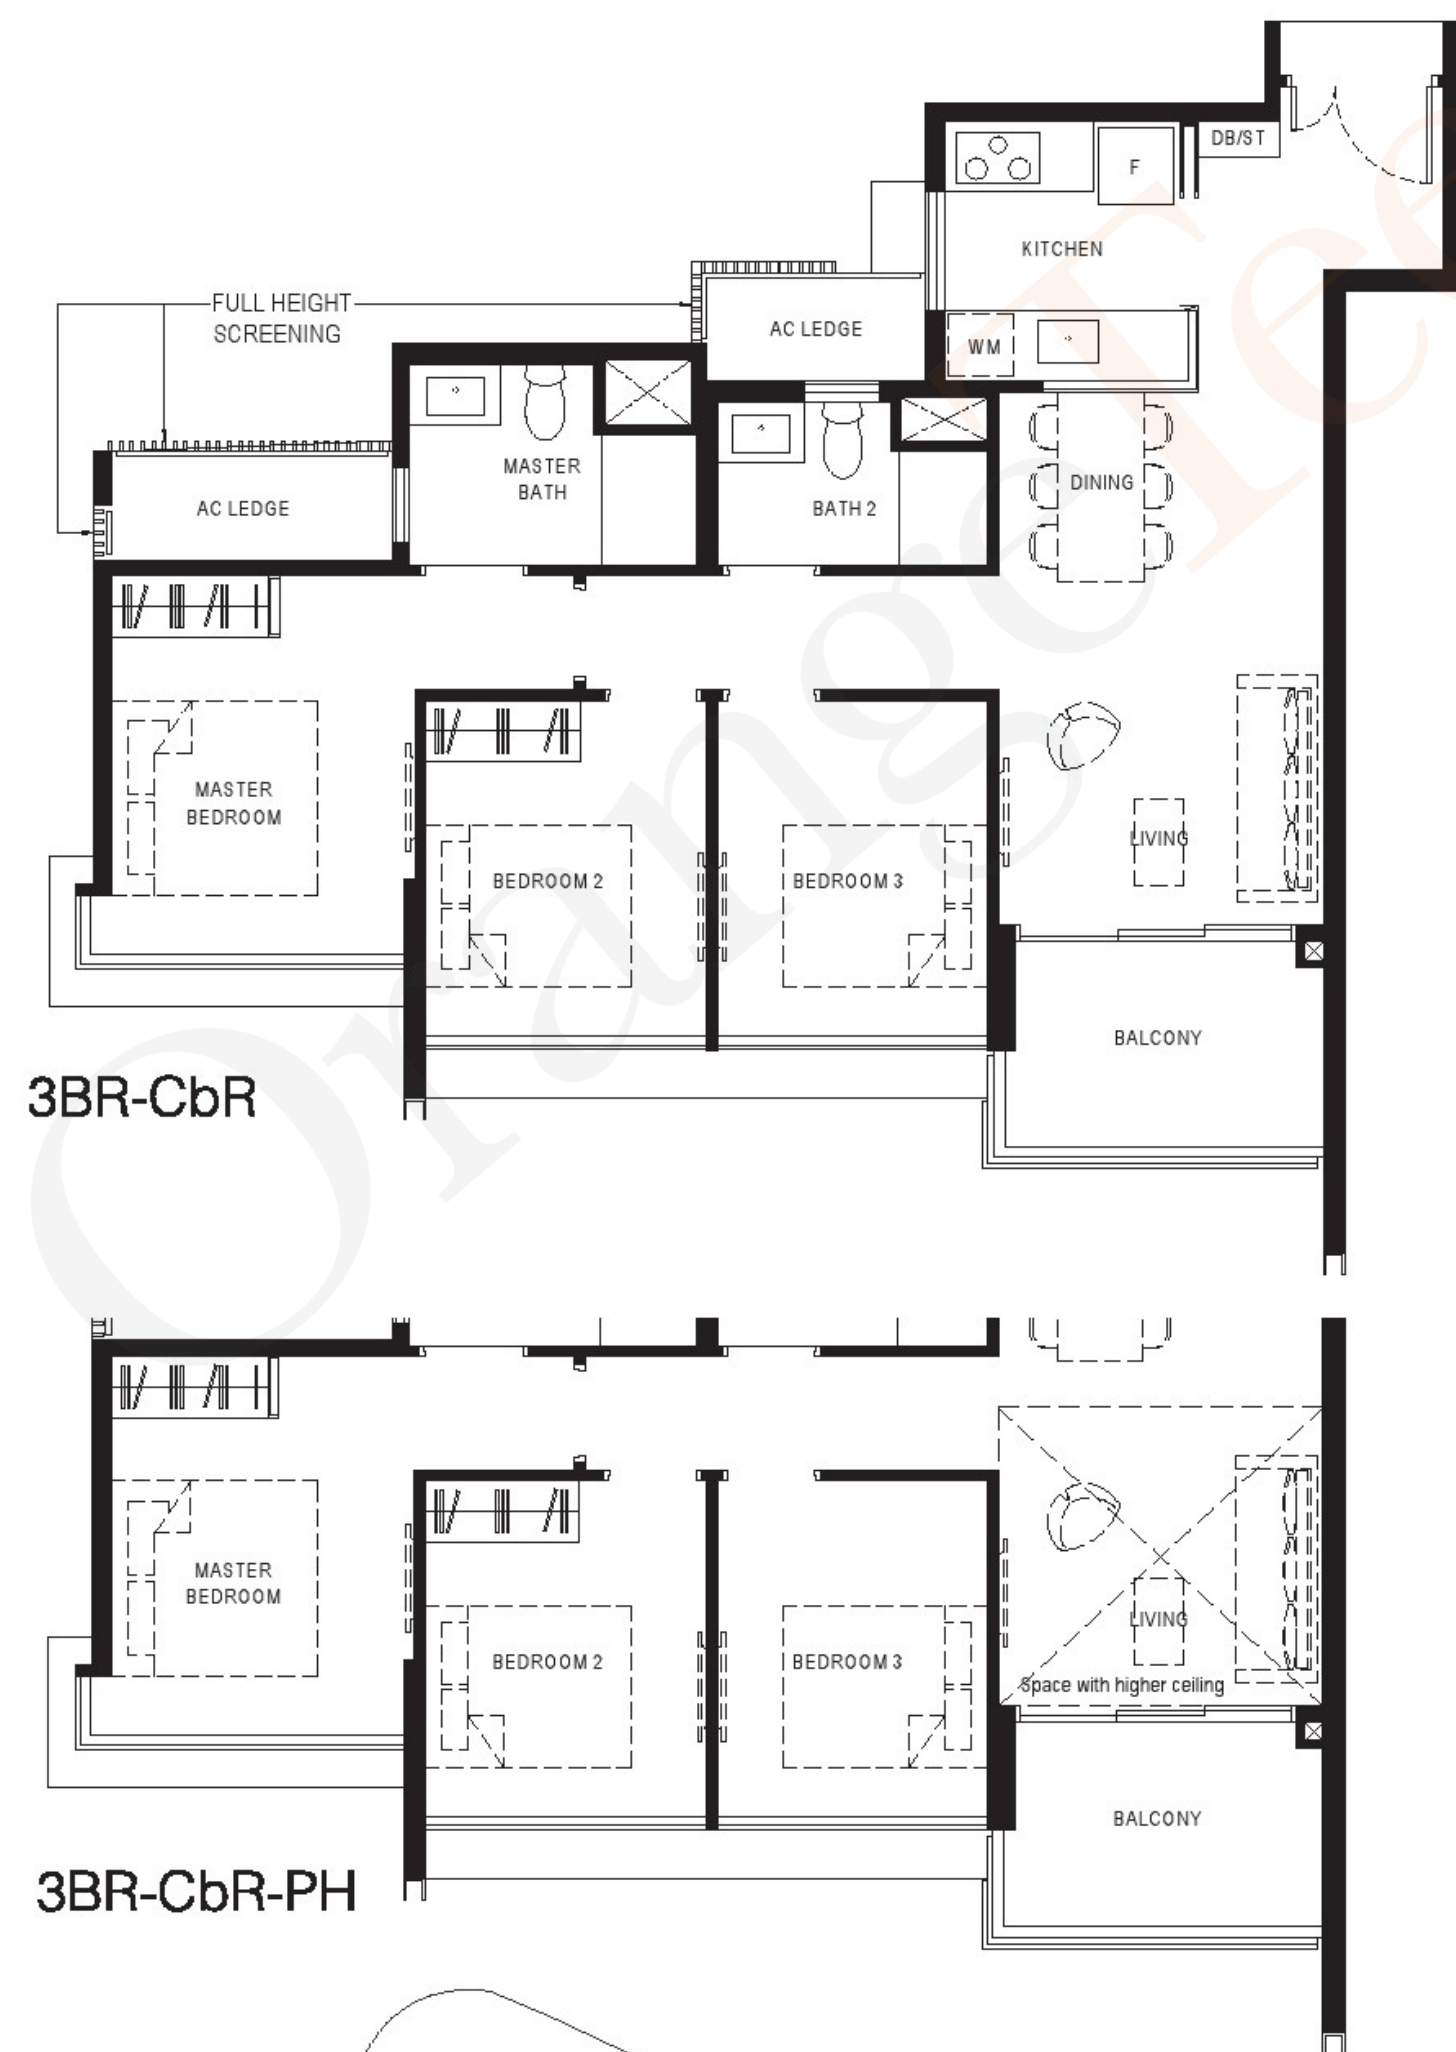 DB/ST
F
KITCHEN
FULL HEIGHT
SCREENING
AC LEDGE
WM
MASTER
BATH
DINING
AC LEDGE
BATH 2
MASTER
BEDROOM
LIVING
BEDROOM 2
BEDROOM 3
BALCONY
3BR-CbR
MASTER
BEDROOM
LIVING
BEDROOM 2
BEDROOM 3
Space with higher ceiling
BALCONY
3BR-CbR-PH
OrangeTee